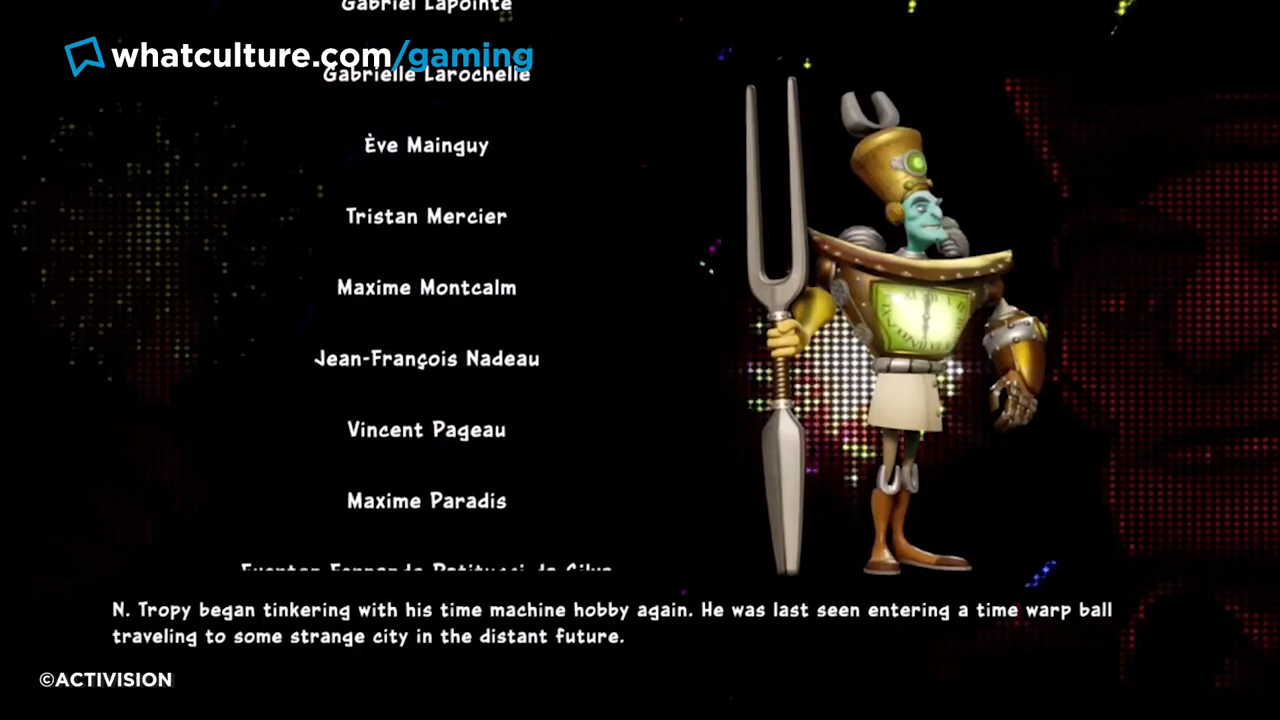 Gabriel Lapointe
whatculture.com/gaming
Gabrielle Larochelle
Ève Mainguy
Tristan Mercier
Maxime Montcalm
Jean-François Nadeau
Vincent Pageau
Maxime Paradis
N. Tropy began tinkering with his time machine hobby again. He was last seen entering a time warp ball
traveling to some strange city in the distant future.
©ACTIVISION